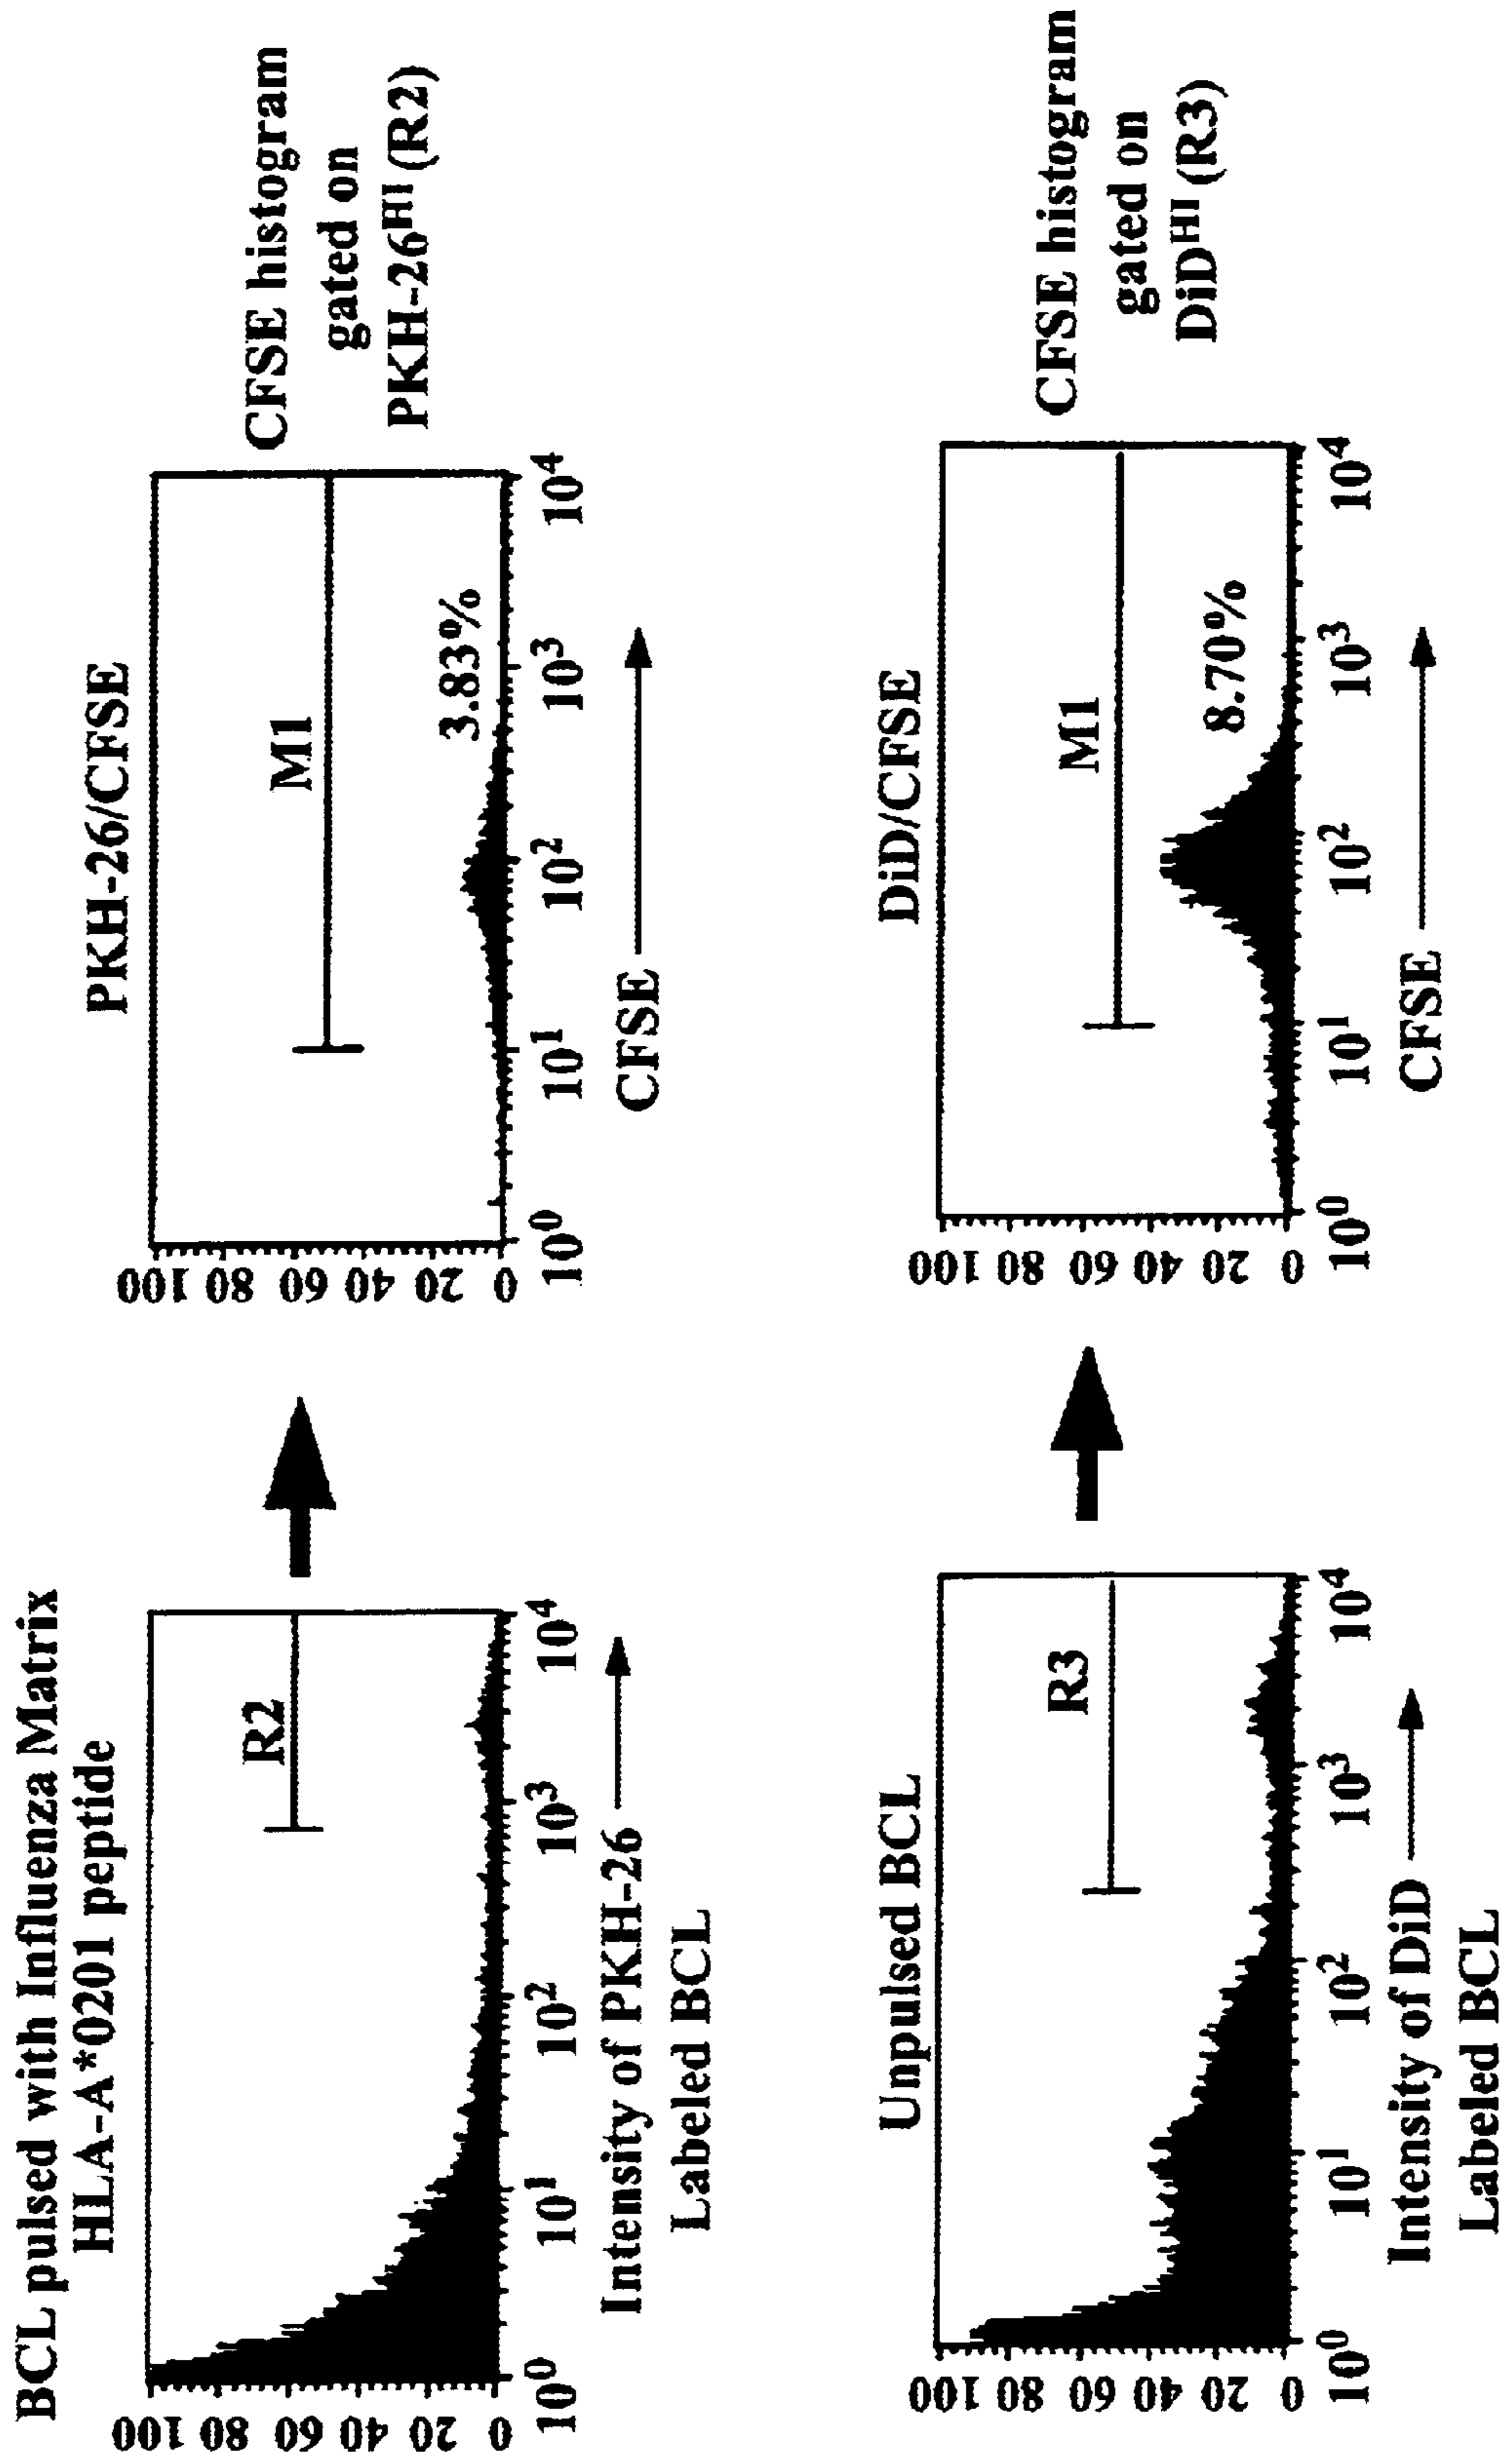 BCL pulsed with Influenza Matrix
HLA-A*0201 peptide
100 80 60 40 20 0
R2
10⁰ 10¹ 10² 10³ 10⁴
Intensity of PKH-26
Labeled BCL
PKH-26/CFSE
100 80 60 40 20 0
M1
3.83%
10⁰ 10¹ 10² 10³ 10⁴
CFSE
CFSE histogram
gated on
PKH-26ᴴᴵ (R2)
Unpulsed BCL
100 80 60 40 20 0
R3
10⁰ 10¹ 10² 10³ 10⁴
Intensity of DiD
Labeled BCL
DiD/CFSE
100 80 60 40 20 0
M1
8.70%
10⁰ 10¹ 10² 10³ 10⁴
CFSE
CFSE histogram
gated on
DiDᴴᴵ (R3)